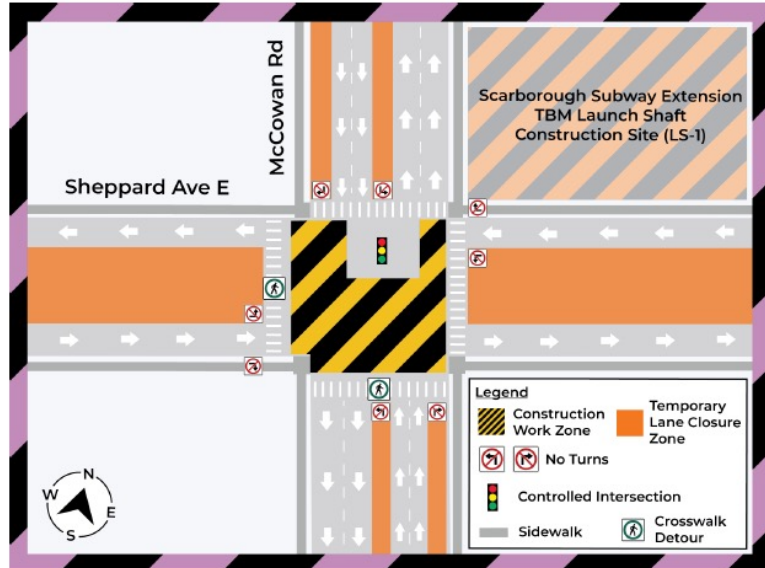 McCowan Rd
Scarborough Subway Extension
TBM Launch Shaft
Construction Site (LS-1)
Sheppard Ave E
Legend
Construction
Work Zone
Temporary
Lane Closure
Zone
No Turns
Controlled Intersection
Sidewalk
Crosswalk
Detour
N
W
E
S